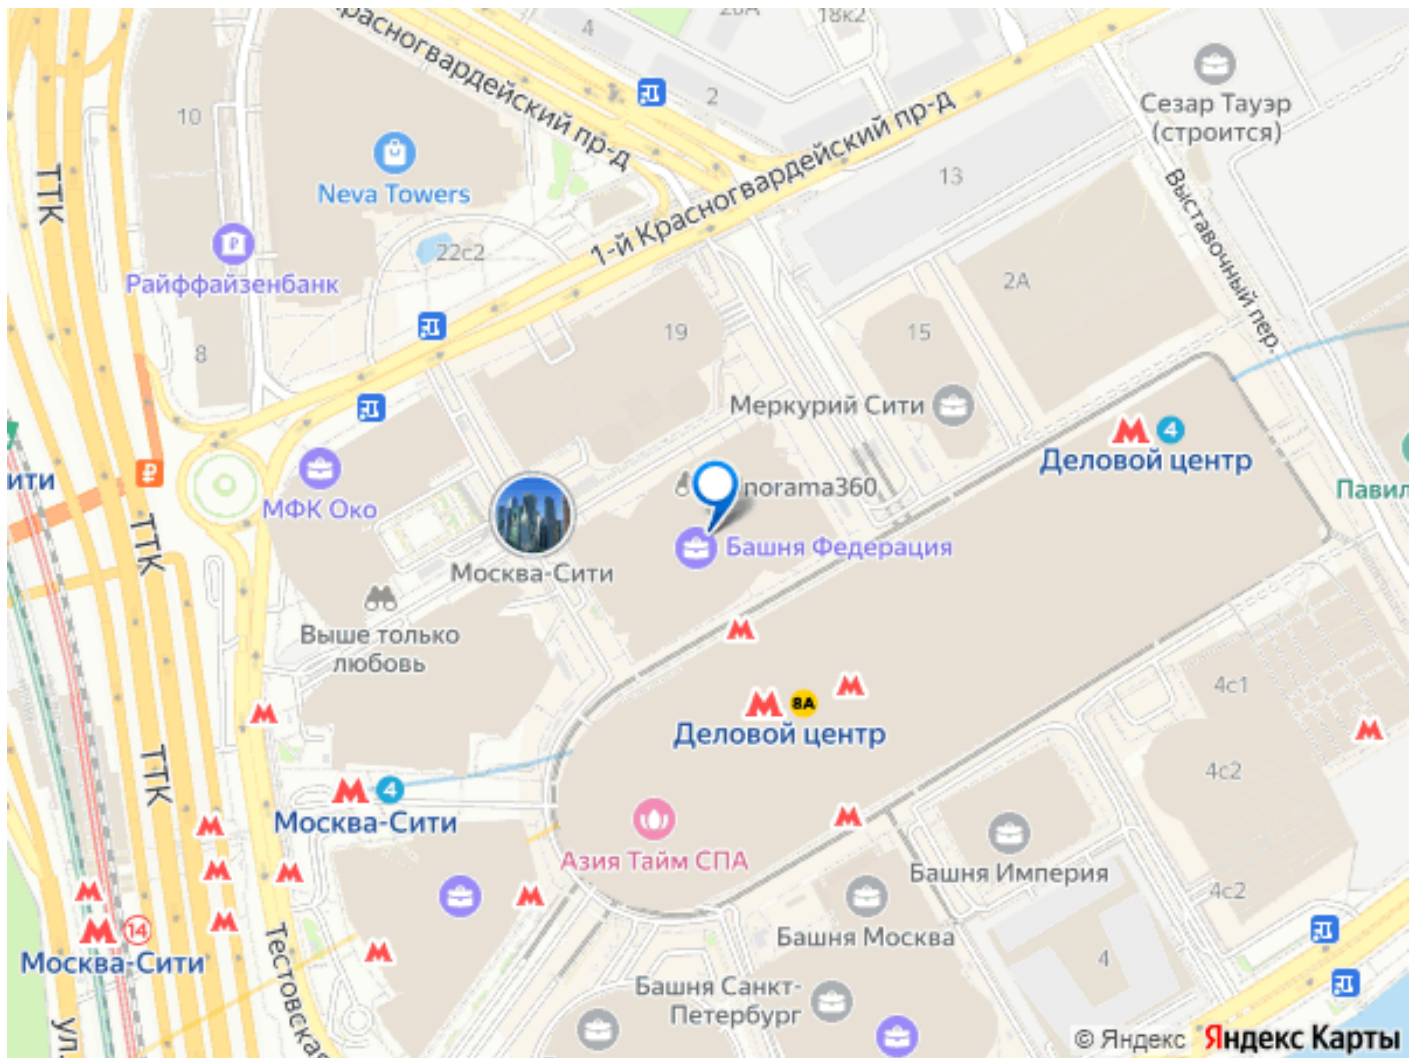 Красногвардейский пр-д
4
18к2
2
Сезар Тауэр
(строится)
10
ТТК
Neva Towers
1-й Красногвардейский пр-д
13
Выставочный пер.
Райффайзенбанк
22с2
2А
8
19
15
Меркурий Сити
4
Деловой центр
МФК Око
norama360
Москва-Сити
Башня Федерация
ТТК
Выше только
любовь
4с1
8А
Деловой центр
4с2
ТТК
4
Москва-Сити
Азия Тайм СПА
Башня Империя
4с2
14
Москва-Сити
Башня Москва
4
Тестовская
Башня Санкт-
Петербург
ул.
© Яндекс Яндекс Карты